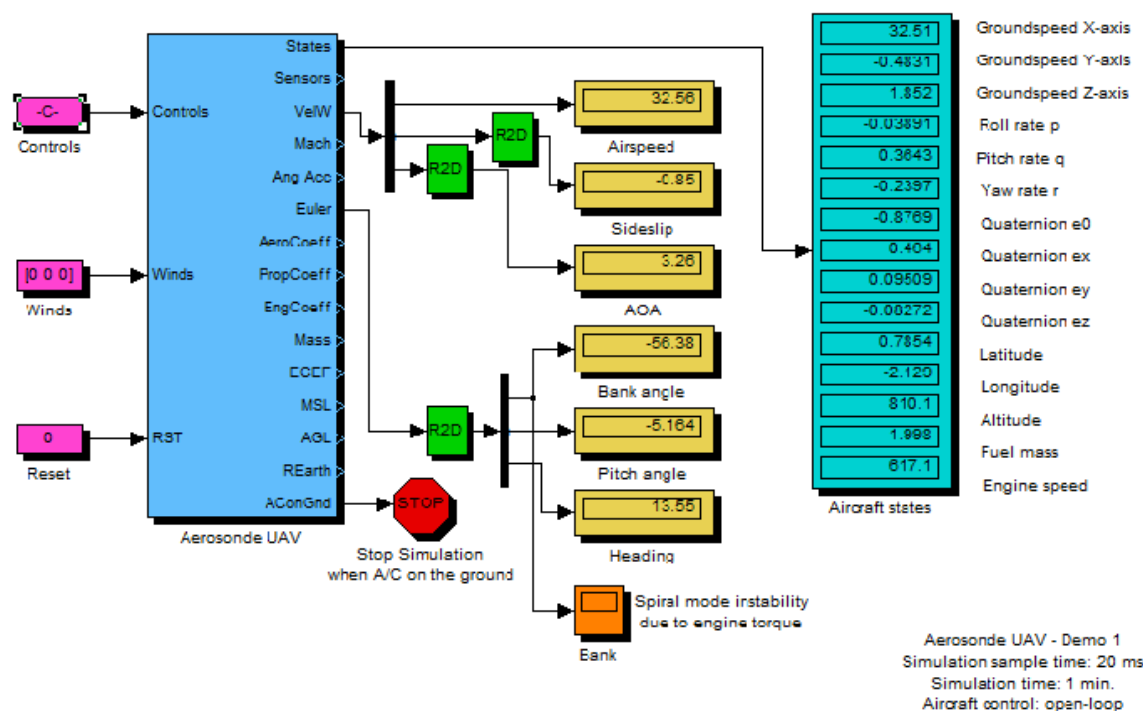 -C-
Controls
[0 0 0]
Winds
0
Reset
Controls
Winds
RST
States
Sensors
VelW
Mach
Ang Acc
Euler
AeroCoeff
PropCoeff
EngCoeff
Mass
ECEF
MSL
AGL
REarth
AConGnd
Aerosonde UAV
STOP
Stop Simulation
when A/C on the ground
R2D
R2D
R2D
32.56
Airspeed
-0.85
Sideslip
3.26
AOA
-56.38
Bank angle
-5.164
Pitch angle
13.55
Heading
Bank
Spiral mode instability
due to engine torque
32.51
-0.4831
1.852
-0.03891
0.3643
-0.2397
-0.8769
0.404
0.09509
-0.08272
0.7854
-2.129
810.1
1.998
617.1
Aircraft states
Groundspeed X-axis
Groundspeed Y-axis
Groundspeed Z-axis
Roll rate p
Pitch rate q
Yaw rate r
Quaternion e0
Quaternion ex
Quaternion ey
Quaternion ez
Latitude
Longitude
Altitude
Fuel mass
Engine speed
Aerosonde UAV - Demo 1
Simulation sample time: 20 ms
Simulation time: 1 min.
Aircraft control: open-loop